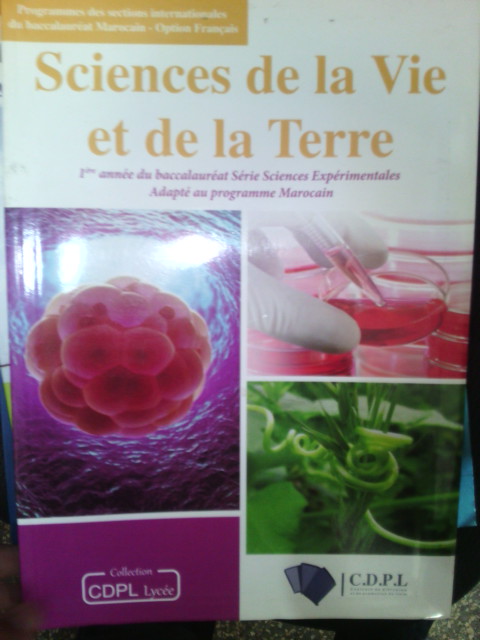 Programmes des sections internationales
du baccalauréat Marocain - Option Français
Sciences de la Vie
et de la Terre
1ère année du baccalauréat Série Sciences Expérimentales
Adapté au programme Marocain
Collection
CDPL Lycée
C.D.P.L